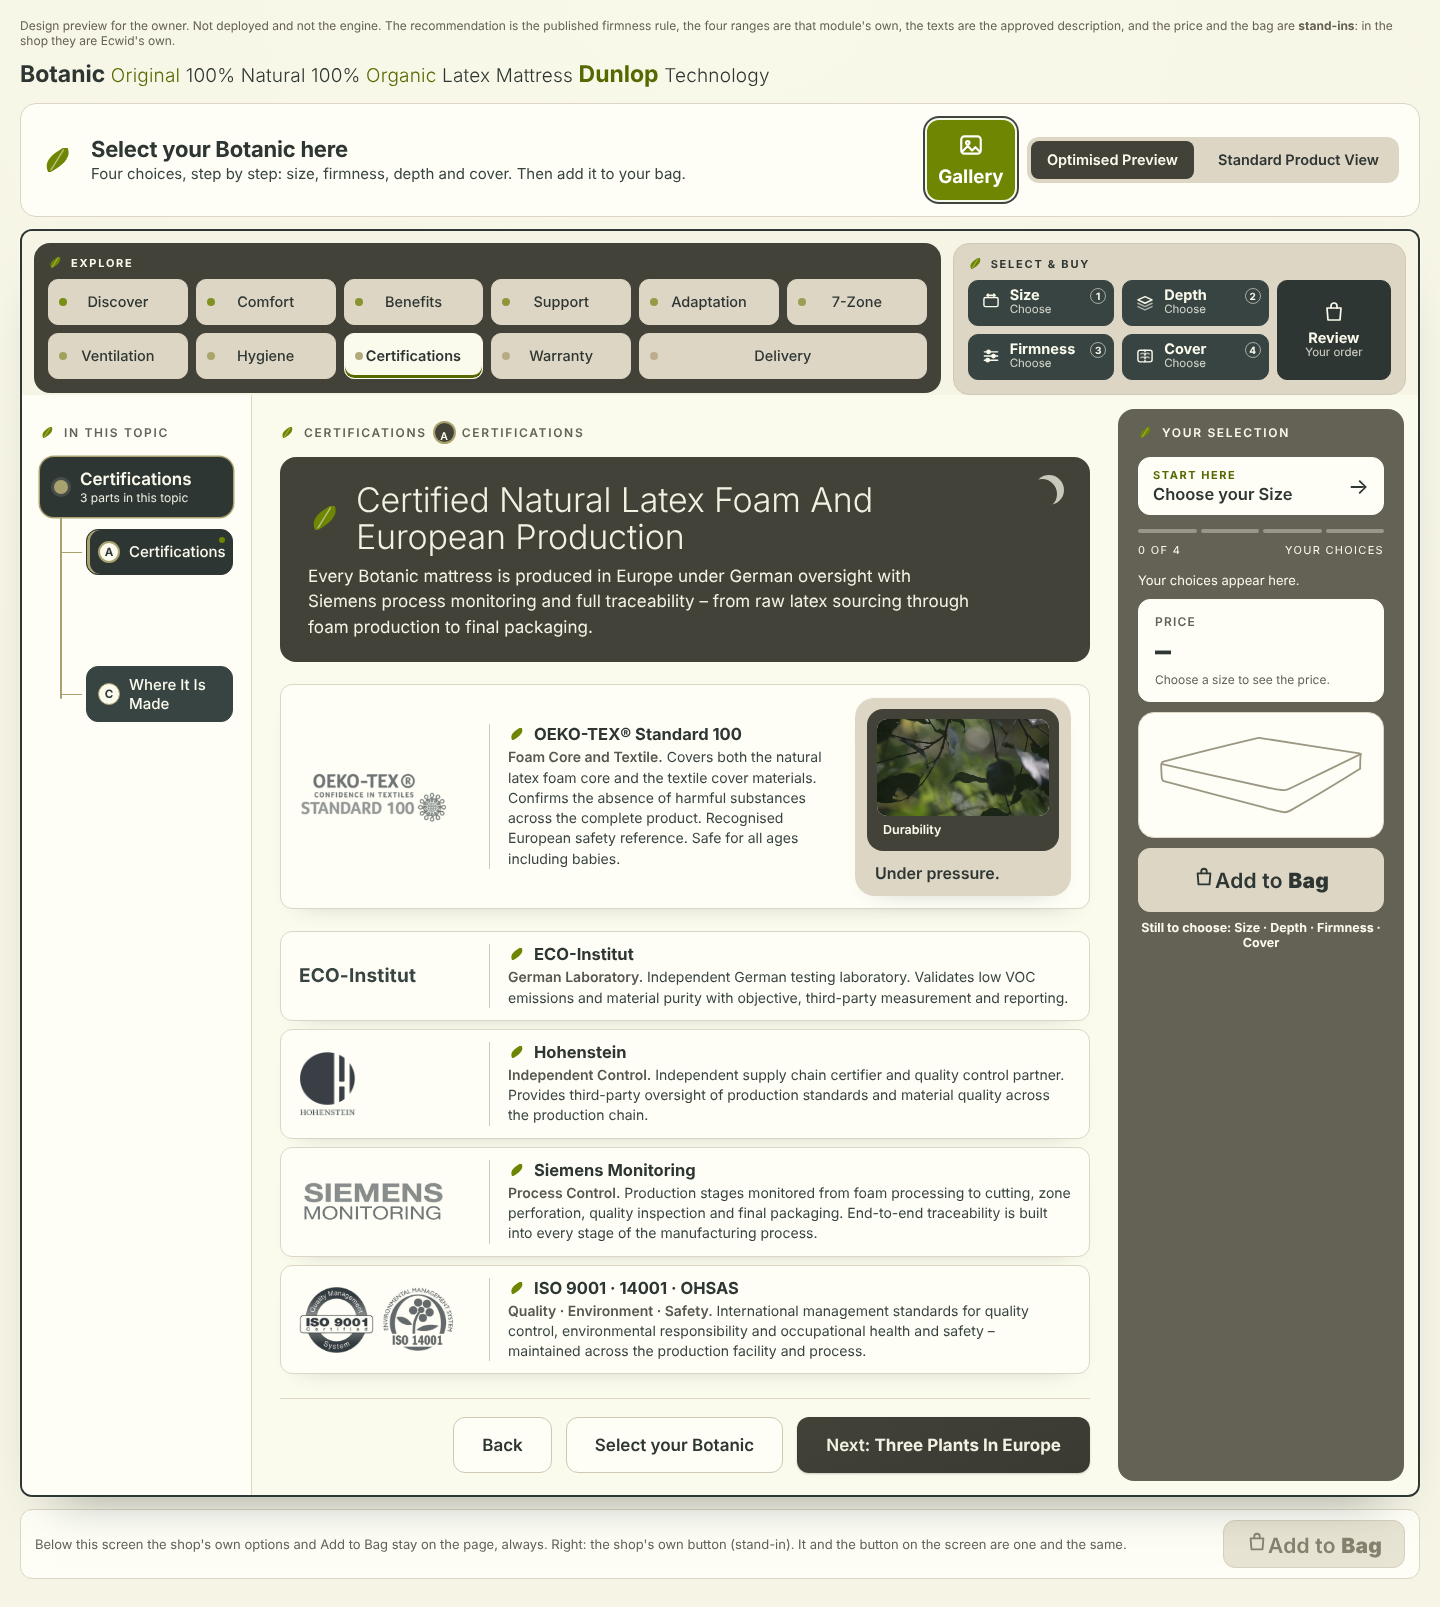 Design preview for the owner. Not deployed and not the engine. The recommendation is the published firmness rule, the four ranges are that module's own, the texts are the approved description, and the price and the bag are stand-ins: in the
shop they are Ecwid's own.
Botanic Original 100% Natural 100% Organic Latex Mattress Dunlop Technology
Select your Botanic here
Four choices, step by step: size, firmness, depth and cover. Then add it to your bag.
Gallery
Optimised Preview
Standard Product View
EXPLORE
Discover
Comfort
Benefits
Support
Adaptation
7-Zone
Ventilation
Hygiene
Certifications
Warranty
Delivery
SELECT & BUY
Size
Choose
1
Depth
Choose
2
Firmness
Choose
3
Cover
Choose
4
Review
Your order
IN THIS TOPIC
Certifications
3 parts in this topic
A
Certifications
C
Where It Is
Made
CERTIFICATIONS A CERTIFICATIONS
Certified Natural Latex Foam And
European Production
Every Botanic mattress is produced in Europe under German oversight with
Siemens process monitoring and full traceability – from raw latex sourcing through
foam production to final packaging.
OEKO-TEX®
CONFIDENCE IN TEXTILES
STANDARD 100
OEKO-TEX® Standard 100
Foam Core and Textile. Covers both the natural
latex foam core and the textile cover materials.
Confirms the absence of harmful substances
across the complete product. Recognised
European safety reference. Safe for all ages
including babies.
Durability
Under pressure.
ECO-Institut
ECO-Institut
German Laboratory. Independent German testing laboratory. Validates low VOC
emissions and material purity with objective, third-party measurement and reporting.
HOHENSTEIN
Hohenstein
Independent Control. Independent supply chain certifier and quality control partner.
Provides third-party oversight of production standards and material quality across
the production chain.
SIEMENS
MONITORING
Siemens Monitoring
Process Control. Production stages monitored from foam processing to cutting, zone
perforation, quality inspection and final packaging. End-to-end traceability is built
into every stage of the manufacturing process.
Quality Management
ISO 9001
Certified
System
ENVIRONMENTAL MANAGEMENT SYSTEM
ISO 14001
ISO 9001 · 14001 · OHSAS
Quality · Environment · Safety. International management standards for quality
control, environmental responsibility and occupational health and safety –
maintained across the production facility and process.
Back
Select your Botanic
Next: Three Plants In Europe
YOUR SELECTION
START HERE
Choose your Size
0 OF 4
YOUR CHOICES
Your choices appear here.
PRICE
–
Choose a size to see the price.
Add to Bag
Still to choose: Size · Depth · Firmness ·
Cover
Below this screen the shop's own options and Add to Bag stay on the page, always. Right: the shop's own button (stand-in). It and the button on the screen are one and the same.
Add to Bag